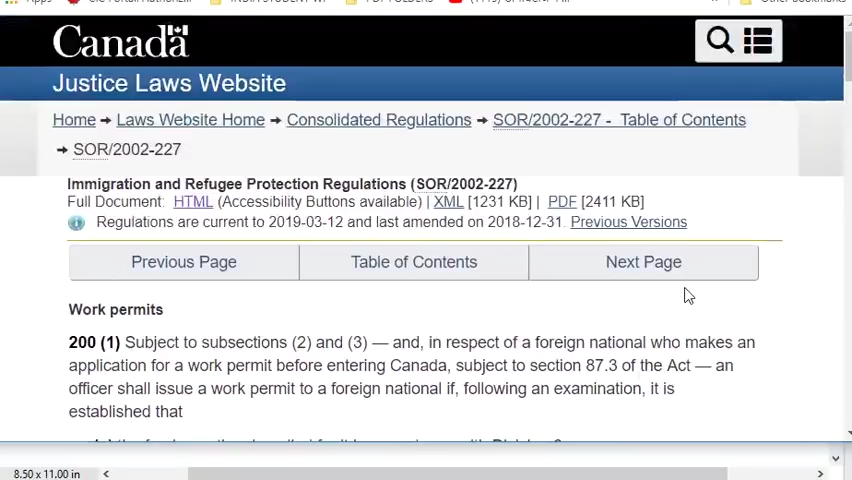 Canada
Justice Laws Website
Home → Laws Website Home → Consolidated Regulations → SOR/2002-227 - Table of Contents
→ SOR/2002-227
Immigration and Refugee Protection Regulations (SOR/2002-227)
Full Document: HTML (Accessibility Buttons available) | XML [1231 KB] | PDF [2411 KB]
Regulations are current to 2019-03-12 and last amended on 2018-12-31. Previous Versions
Previous Page Table of Contents Next Page
Work permits
200 (1) Subject to subsections (2) and (3) — and, in respect of a foreign national who makes an
application for a work permit before entering Canada, subject to section 87.3 of the Act — an
officer shall issue a work permit to a foreign national if, following an examination, it is
established that
8.50 x 11.00 in